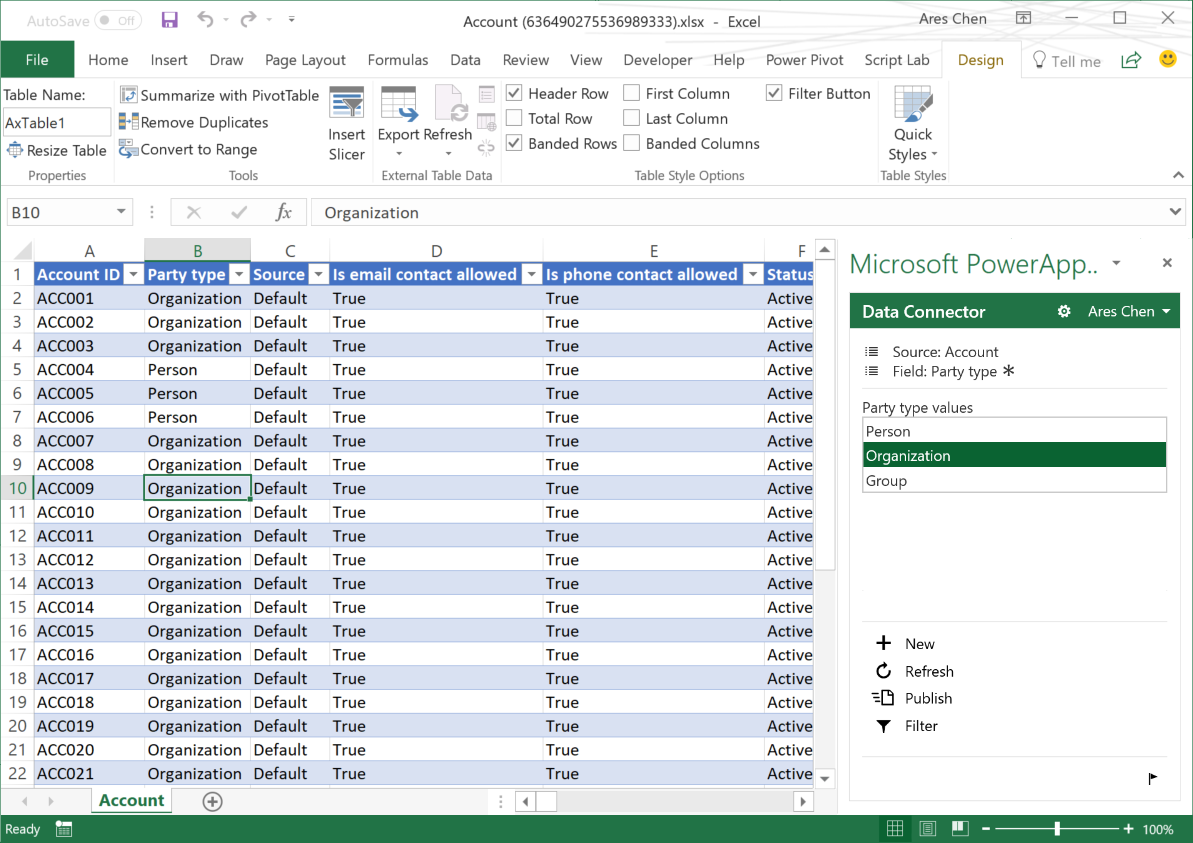 AutoSave Off Account (636490275536989333).xlsx - Excel Ares Chen
File Home Insert Draw Page Layout Formulas Data Review View Developer Help Power Pivot Script Lab Design Tell me
Table Name:
AxTable1
Resize Table
Properties
Summarize with PivotTable
Remove Duplicates
Convert to Range
Tools
Insert
Slicer
Export Refresh
External Table Data
Header Row First Column Filter Button
Total Row Last Column
Banded Rows Banded Columns
Table Style Options
Quick
Styles
Table Styles
B10 fx Organization
A B C D E F
1 Account ID Party type Source Is email contact allowed Is phone contact allowed Status
2 ACC001 Organization Default True True Active
3 ACC002 Organization Default True True Active
4 ACC003 Organization Default True True Active
5 ACC004 Person Default True True Active
6 ACC005 Person Default True True Active
7 ACC006 Person Default True True Active
8 ACC007 Organization Default True True Active
9 ACC008 Organization Default True True Active
10 ACC009 Organization Default True True Active
11 ACC010 Organization Default True True Active
12 ACC011 Organization Default True True Active
13 ACC012 Organization Default True True Active
14 ACC013 Organization Default True True Active
15 ACC014 Organization Default True True Active
16 ACC015 Organization Default True True Active
17 ACC016 Organization Default True True Active
18 ACC017 Organization Default True True Active
19 ACC018 Organization Default True True Active
20 ACC019 Organization Default True True Active
21 ACC020 Organization Default True True Active
22 ACC021 Organization Default True True Active
Microsoft PowerApp..
Data Connector Ares Chen
Source: Account
Field: Party type *
Party type values
Person
Organization
Group
New
Refresh
Publish
Filter
Account
Ready 100%